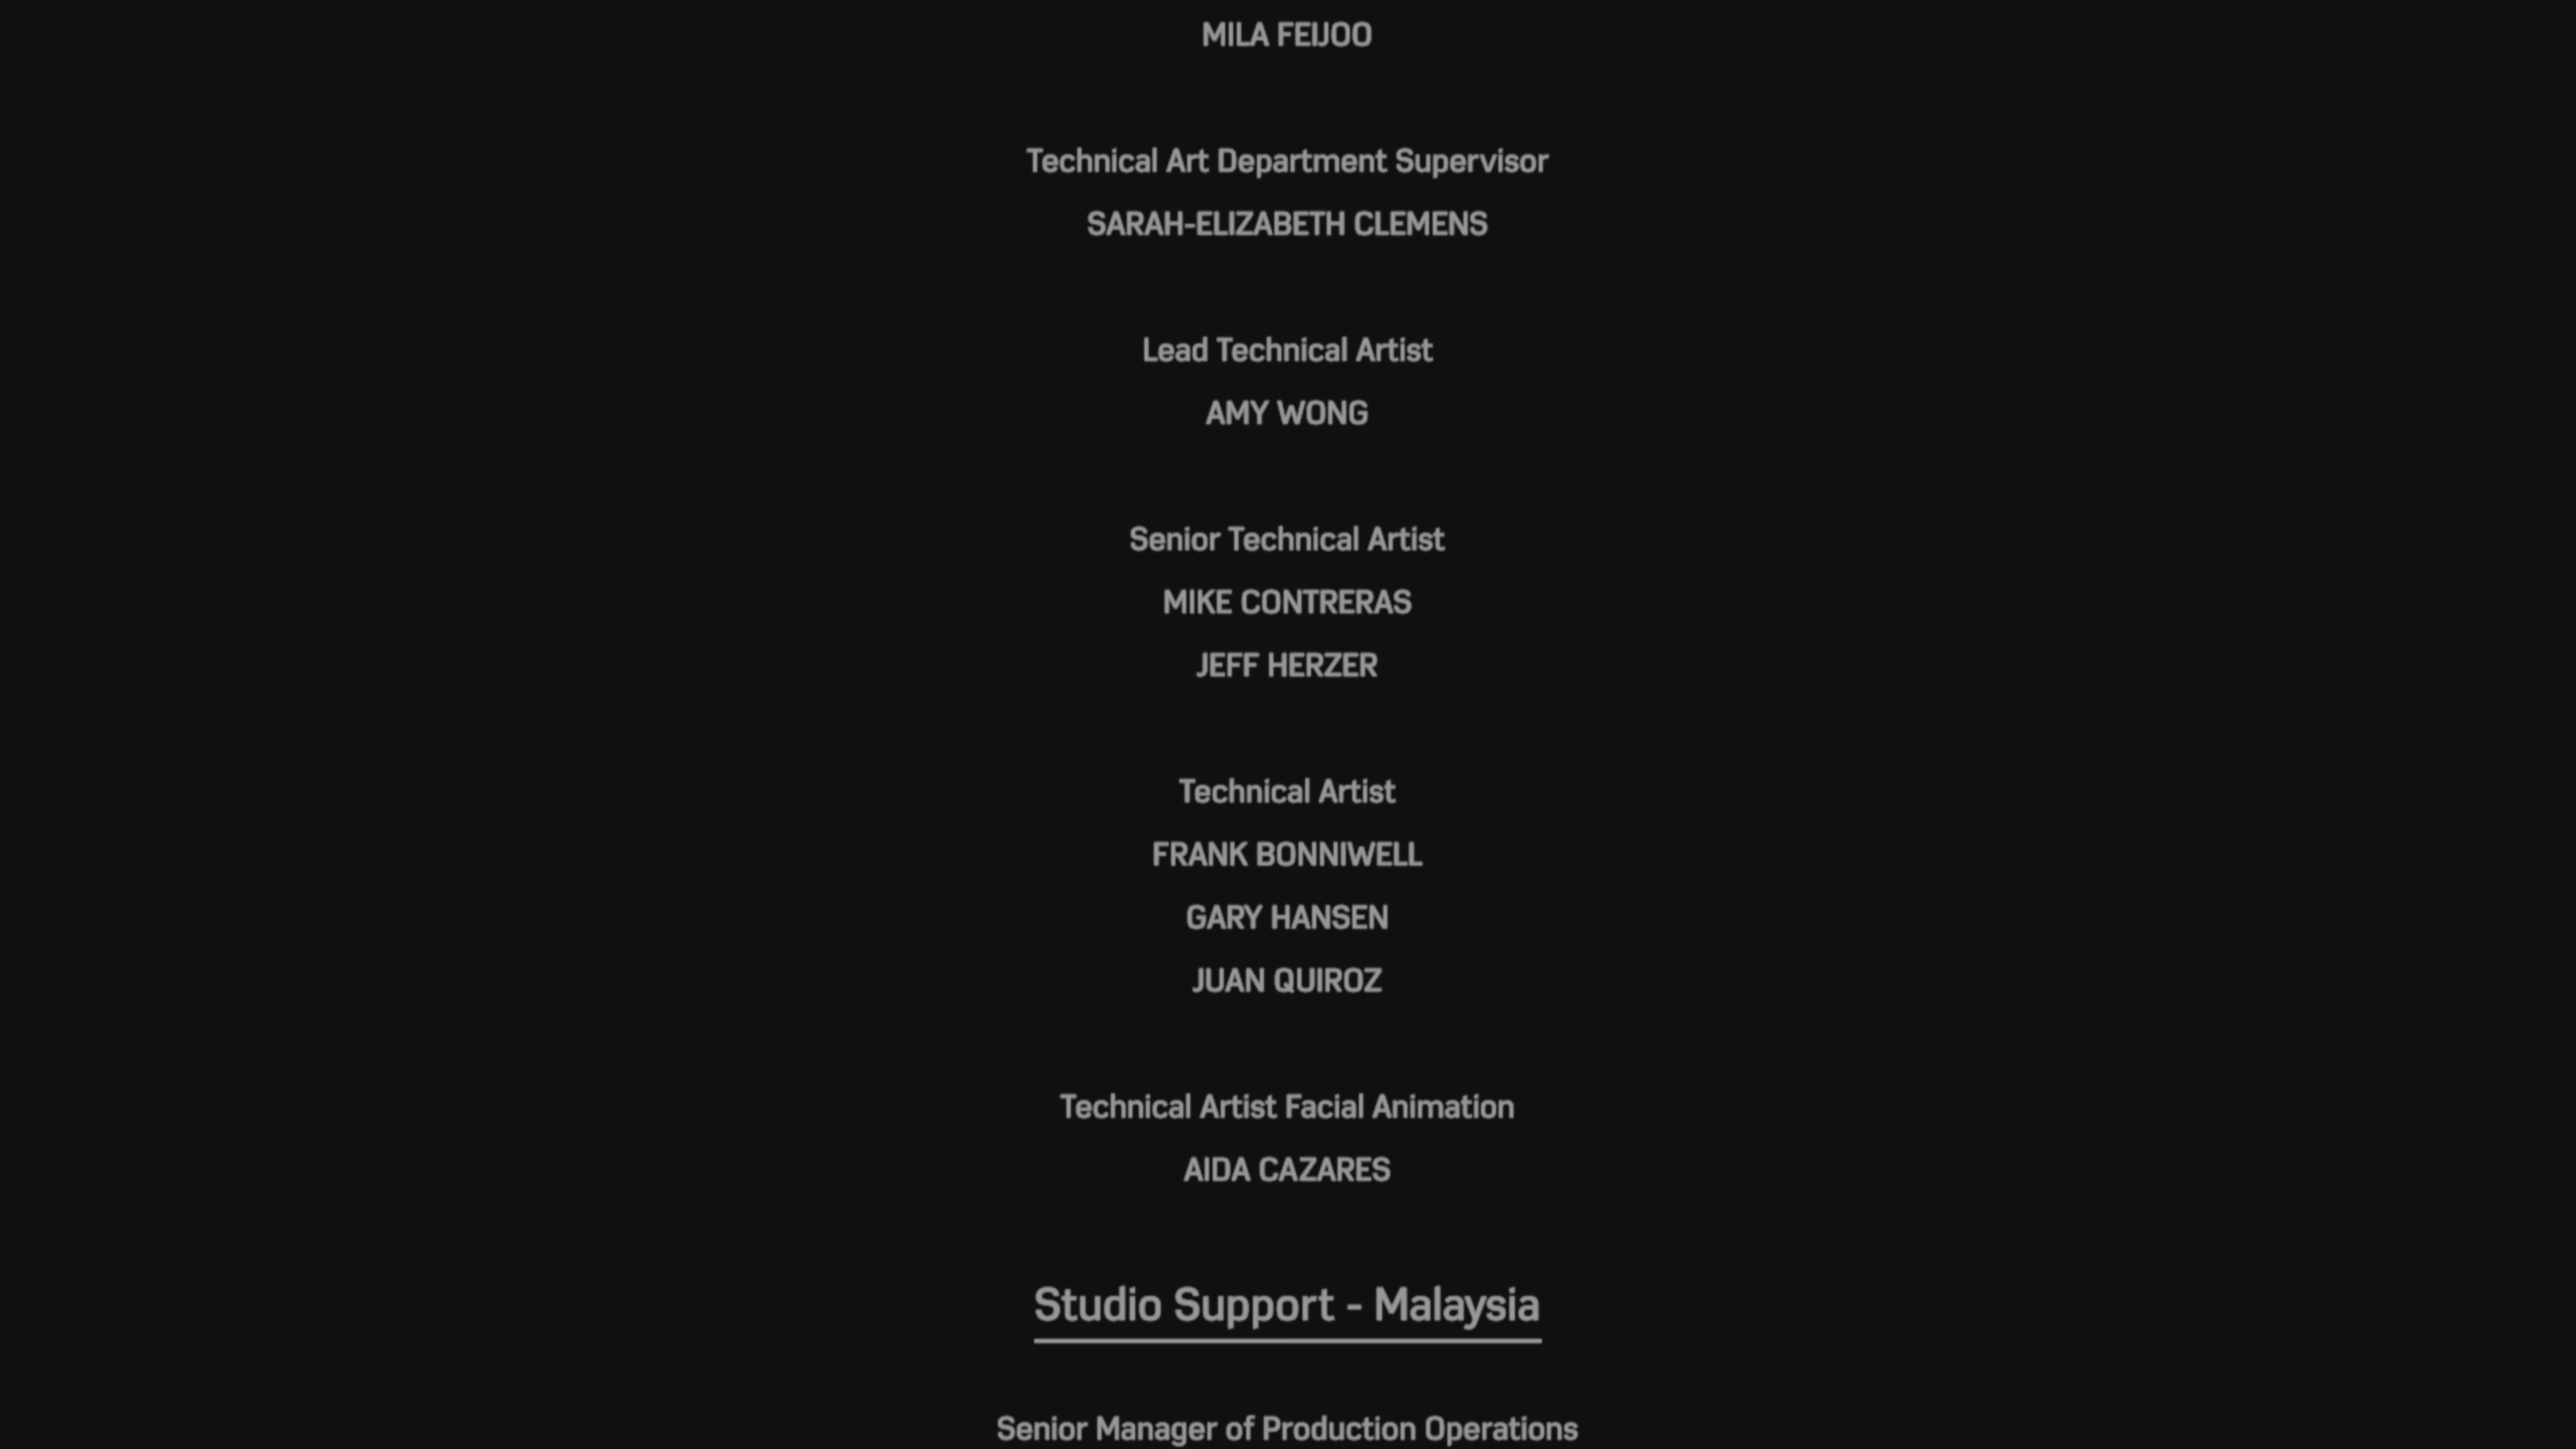 MILA FEIJOO
Technical Art Department Supervisor
SARAH-ELIZABETH CLEMENS
Lead Technical Artist
AMY WONG
Senior Technical Artist
MIKE CONTRERAS
JEFF HERZER
Technical Artist
FRANK BONNIWELL
GARY HANSEN
JUAN QUIROZ
Technical Artist Facial Animation
AIDA CAZARES
Studio Support - Malaysia
Senior Manager of Production Operations